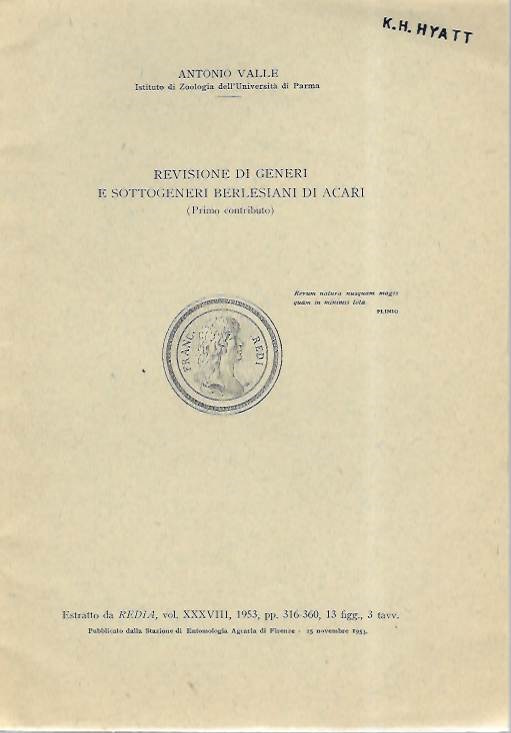 K.H. HYATT
ANTONIO VALLE
Istituto di Zoologia dell'Università di Parma
REVISIONE DI GENERI
E SOTTOGENERI BERLESIANI DI ACARI
(Primo contributo)
Rerum natura nusquam magis
quam in minimis tota.
PLINIO
FRANC. REDI
Estratto da REDIA, vol. XXXVIII, 1953, pp. 316-360, 13 figg., 3 tavv.
Pubblicato dalla Stazione di Entomologia Agraria di Firenze - 25 novembre 1953.